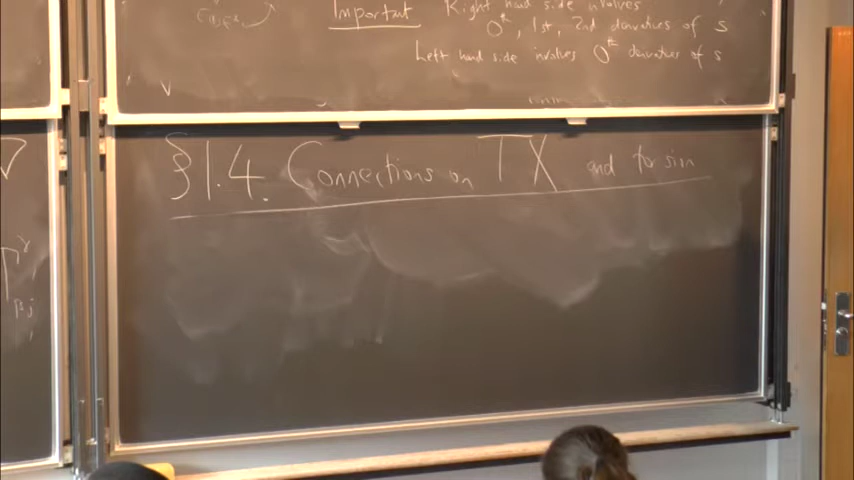 Important Right hand side involves
0th, 1st, 2nd derivatives of s
Left hand side involves 0th derivatives of s
§1.4. Connections on TX and torsion
Γ^γ_βj